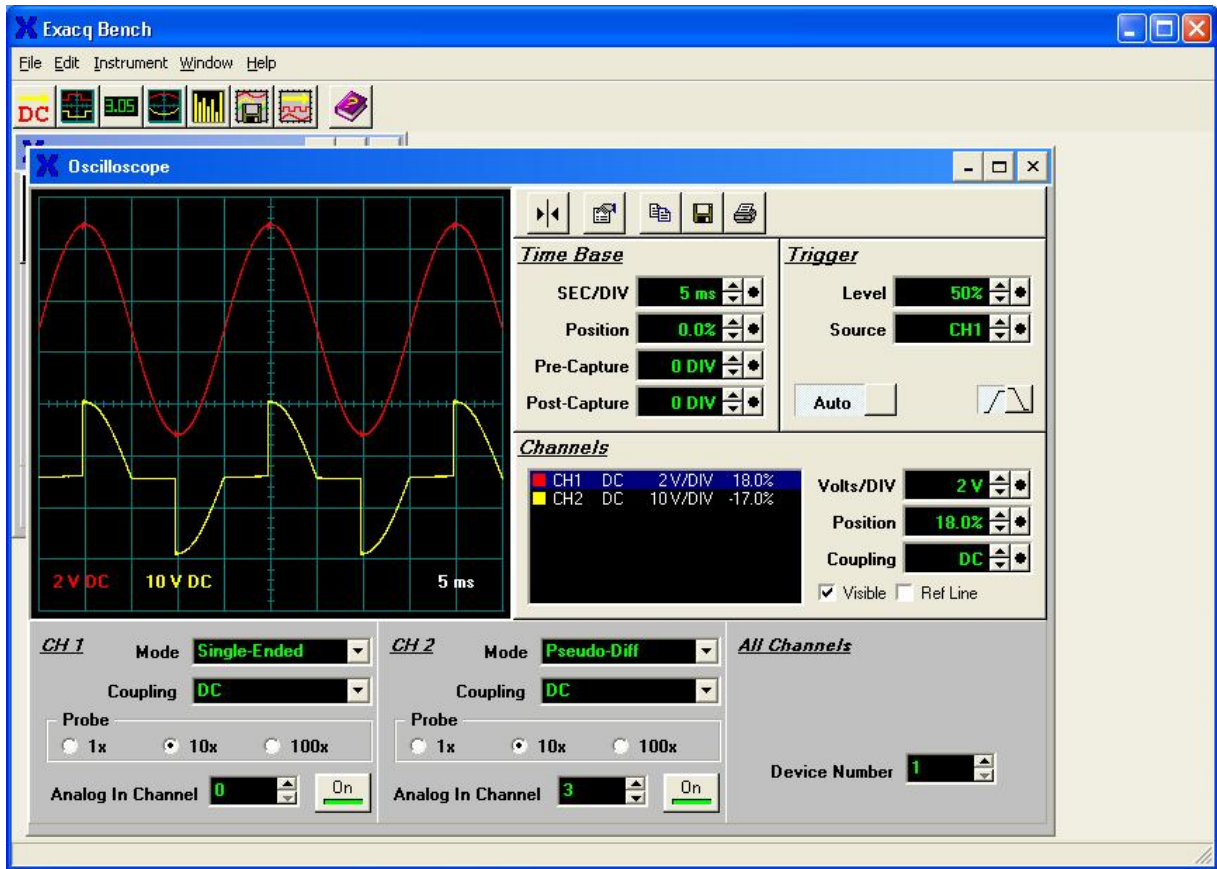 Exacq Bench
File Edit Instrument Window Help
DC 3.05 ?
Oscilloscope
Time Base
SEC/DIV 5 ms
Position 0.0%
Pre-Capture 0 DIV
Post-Capture 0 DIV
Trigger
Level 50%
Source CH1
Auto
Channels
CH1 DC 2 V/DIV 18.0%
CH2 DC 10 V/DIV -17.0%
Volts/DIV 2 V
Position 18.0%
Coupling DC
Visible Ref Line
2 V DC 10 V DC 5 ms
CH 1 Mode Single-Ended
Coupling DC
Probe
1x 10x 100x
Analog In Channel 0 On
CH 2 Mode Pseudo-Diff
Coupling DC
Probe
1x 10x 100x
Analog In Channel 3 On
All Channels
Device Number 1